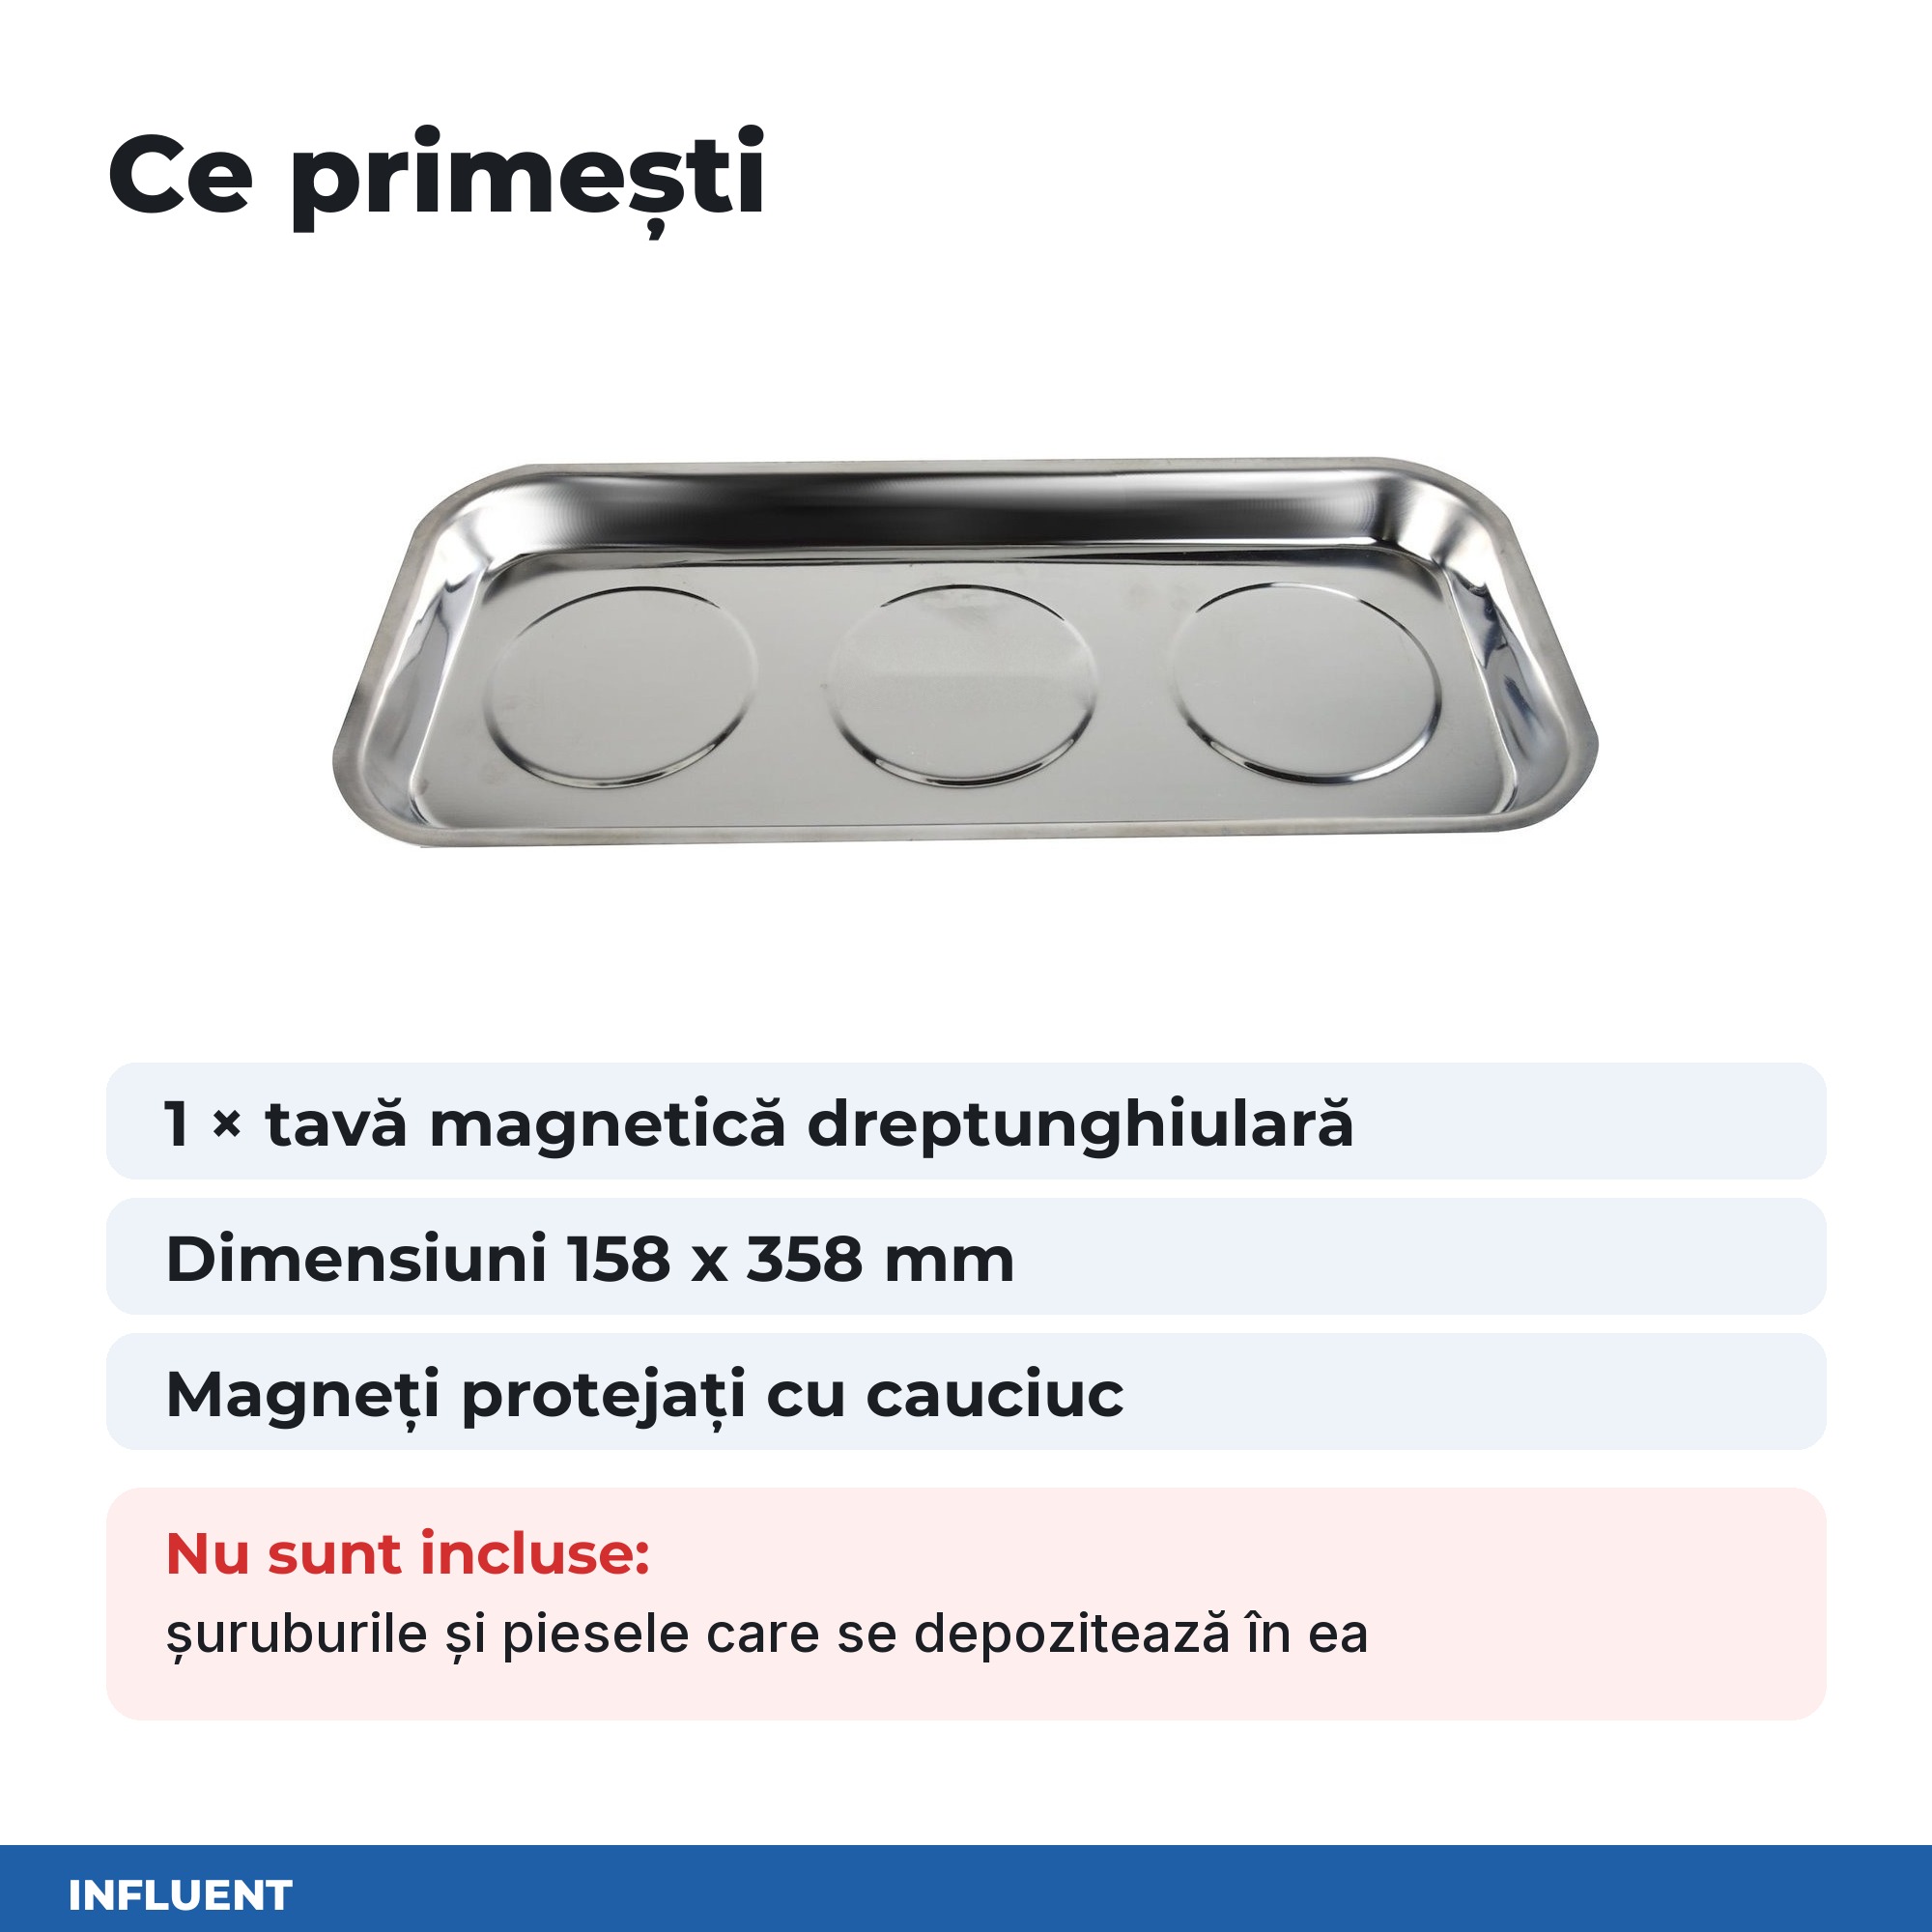 Ce primești
1 × tavă magnetică dreptunghiulară
Dimensiuni 158 x 358 mm
Magneți protejați cu cauciuc
Nu sunt incluse:
șuruburile și piesele care se depozitează în ea
INFLUENT